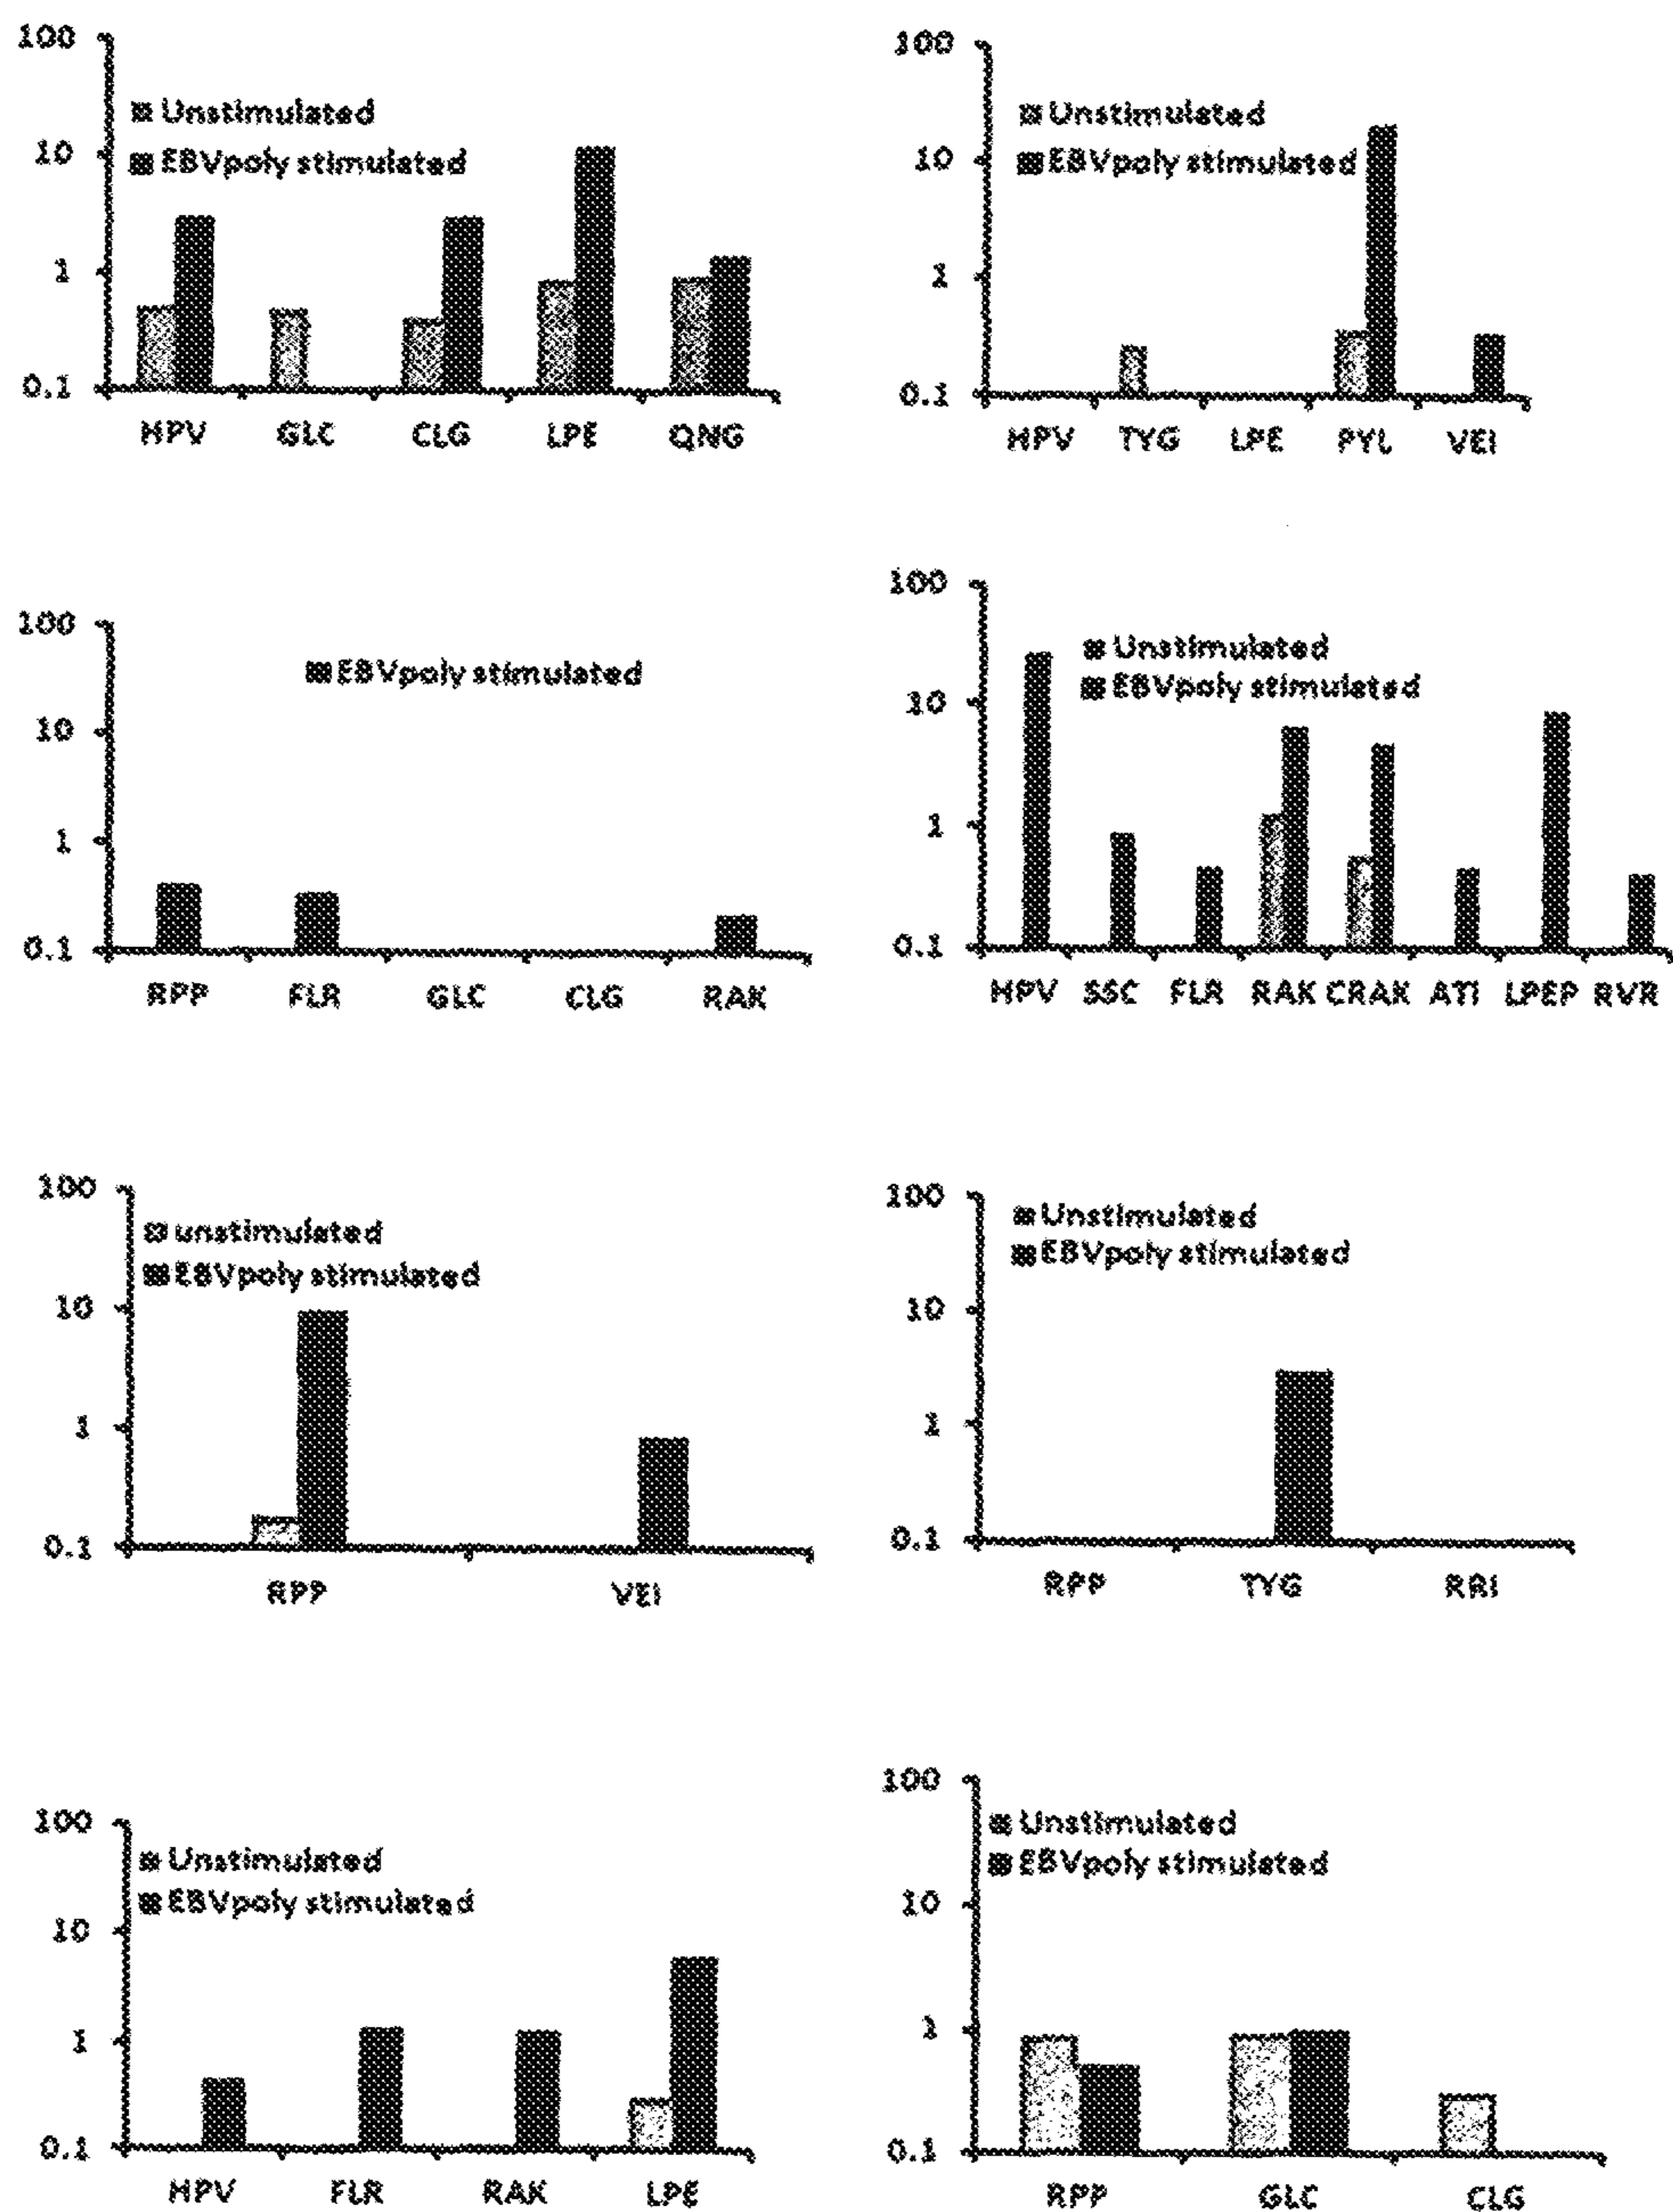 100
Unstimulated
10
EBVpoly stimulated
1
0.1
HPV GLC CLG LPE QNG
100
Unstimulated
10
EBVpoly stimulated
1
0.1
HPV TYG LPE PYL VEI
100
EBVpoly stimulated
10
1
0.1
RPP FLR GLC CLG RAK
100
Unstimulated
EBVpoly stimulated
10
1
0.1
HPV SSC FLR RAK CRAK ATI LPEP RVR
100
unstimulated
EBVpoly stimulated
10
1
0.1
RPP VEI
100
Unstimulated
EBVpoly stimulated
10
1
0.1
RPP TYG RRI
100
Unstimulated
EBVpoly stimulated
10
1
0.1
HPV FLR RAK LPE
100
Unstimulated
EBVpoly stimulated
10
1
0.1
RPP GLC CLG